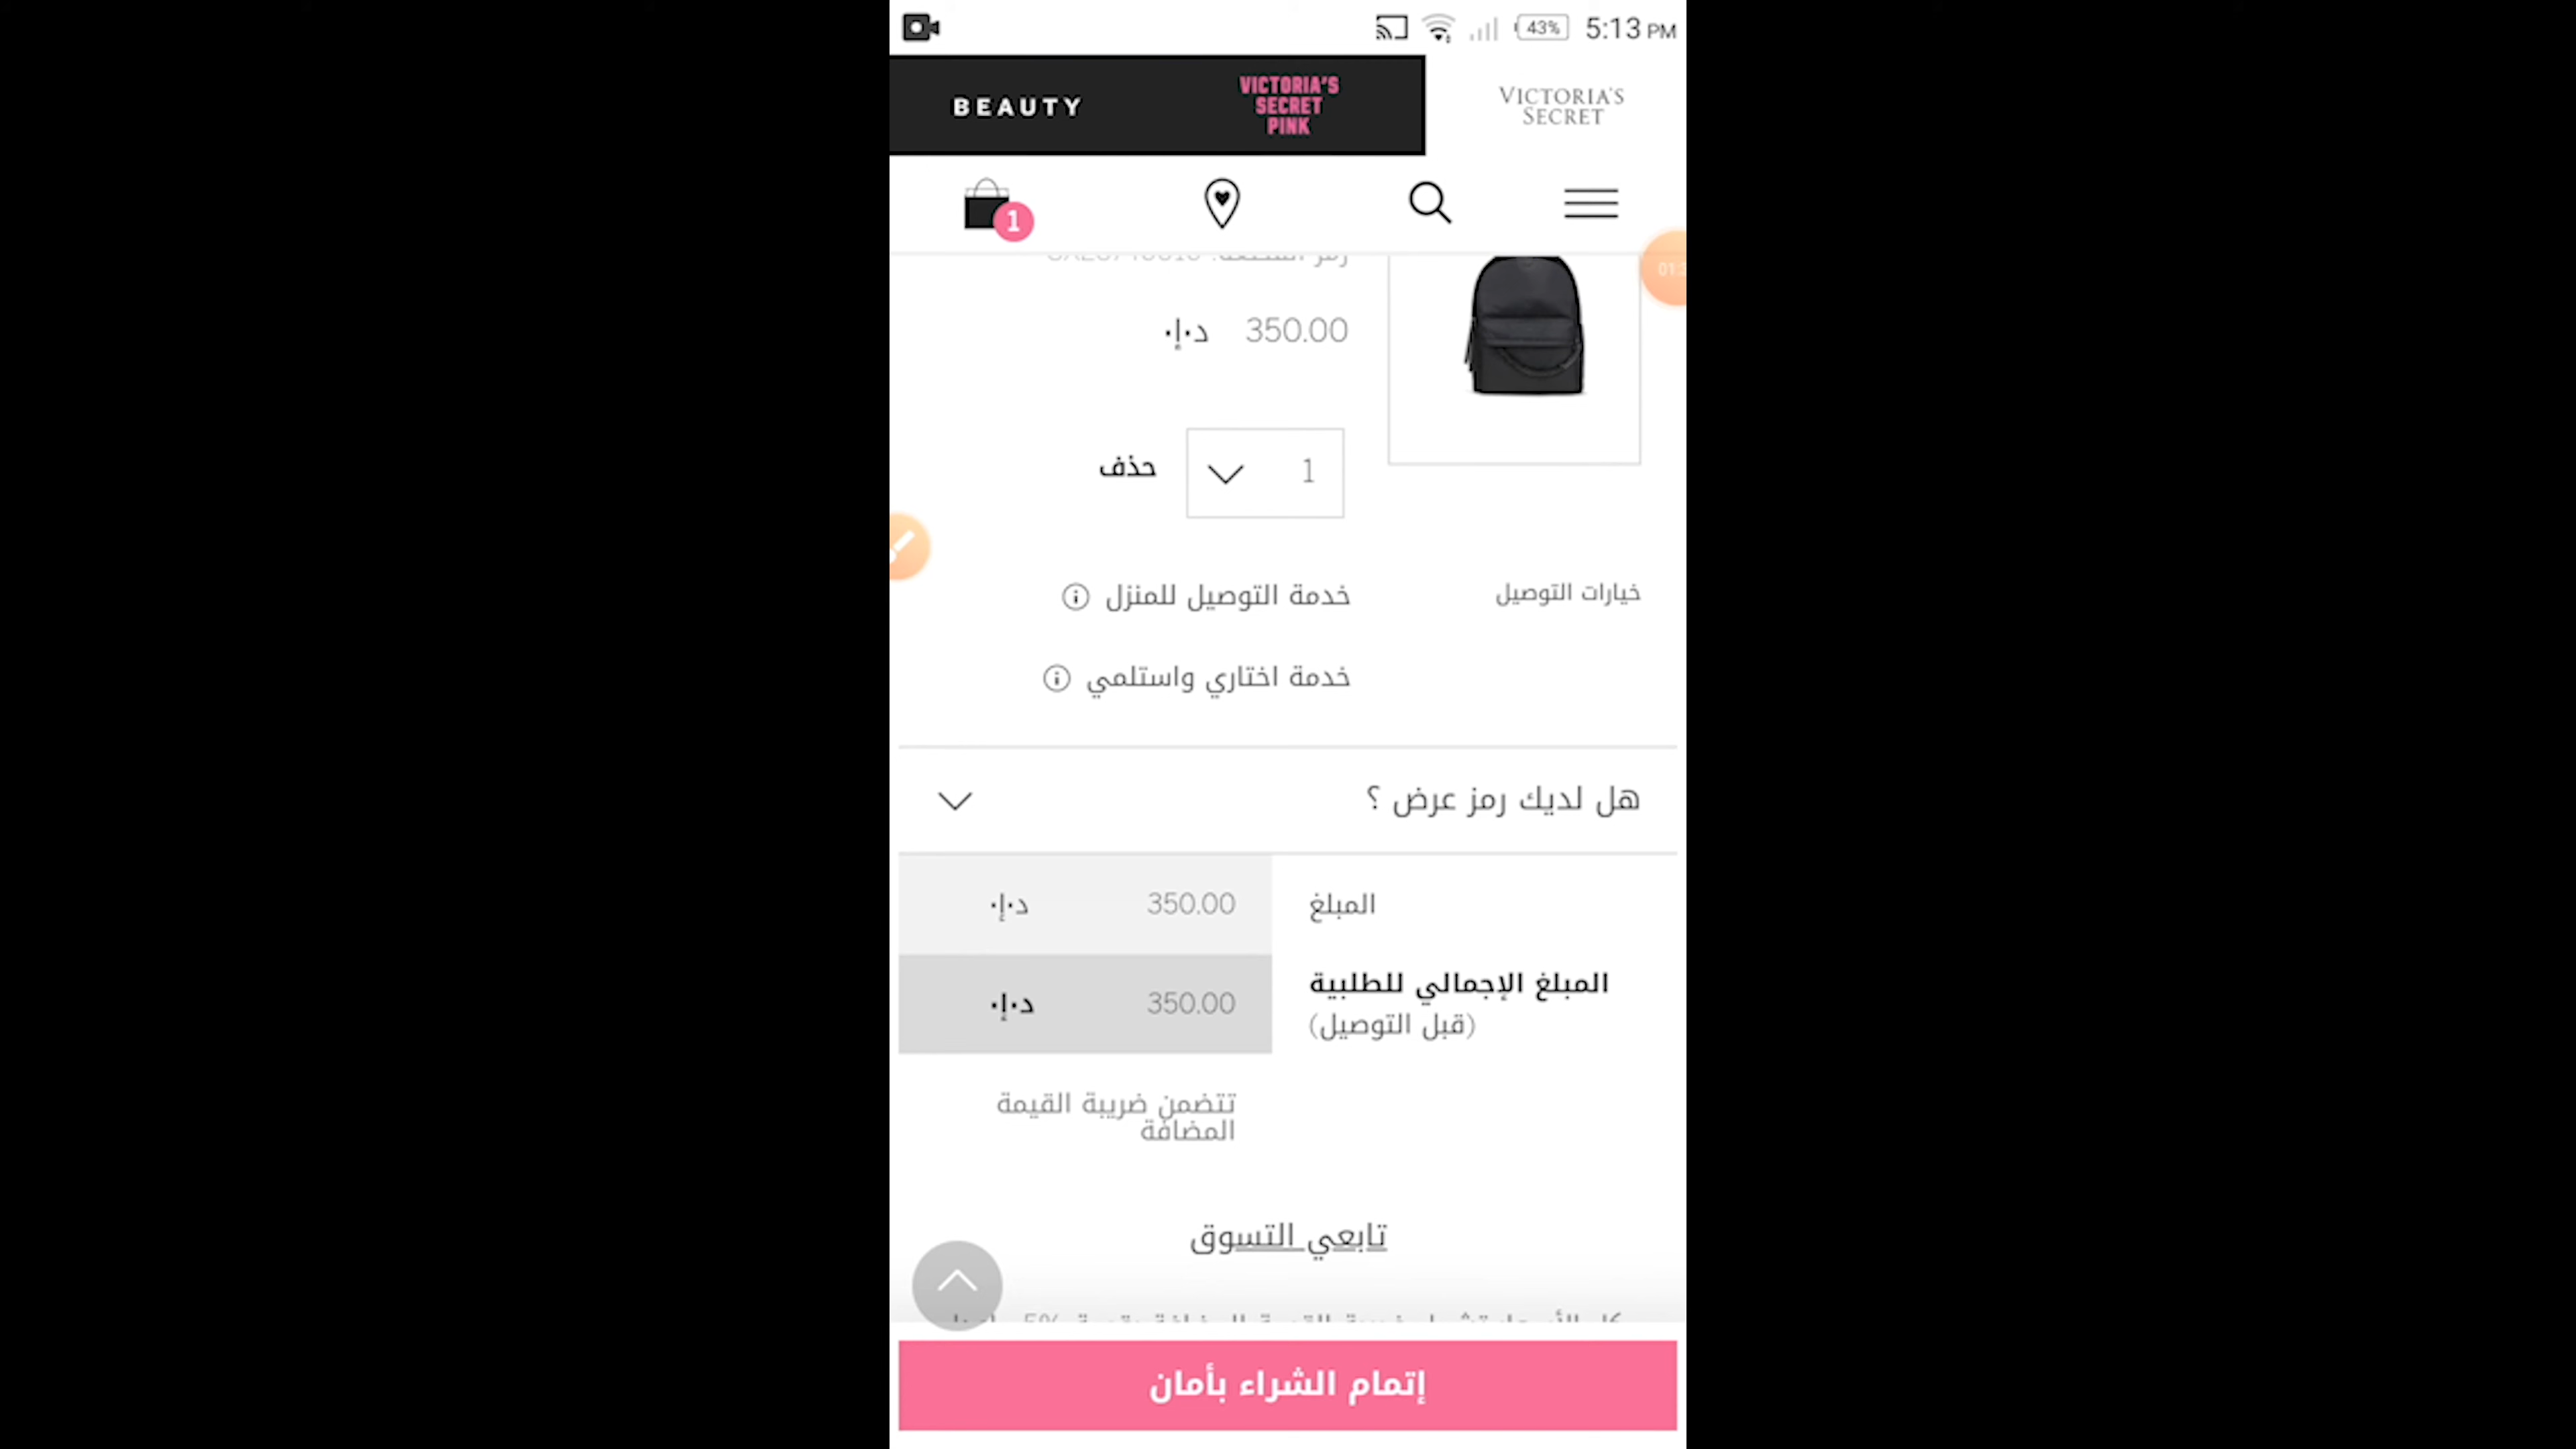 43% 5:13 PM
BEAUTY
VICTORIA'S
SECRET
PINK
VICTORIA'S
SECRET
1
350.00 د.إ.
01:
1
حذف
خيارات التوصيل
خدمة التوصيل للمنزل
خدمة اختاري واستلمي
هل لديك رمز عرض ؟
المبلغ 350.00 د.إ.
المبلغ الإجمالي للطلبية
(قبل التوصيل)
350.00 د.إ.
تتضمن ضريبة القيمة
المضافة
تابعي التسوق
إتمام الشراء بأمان